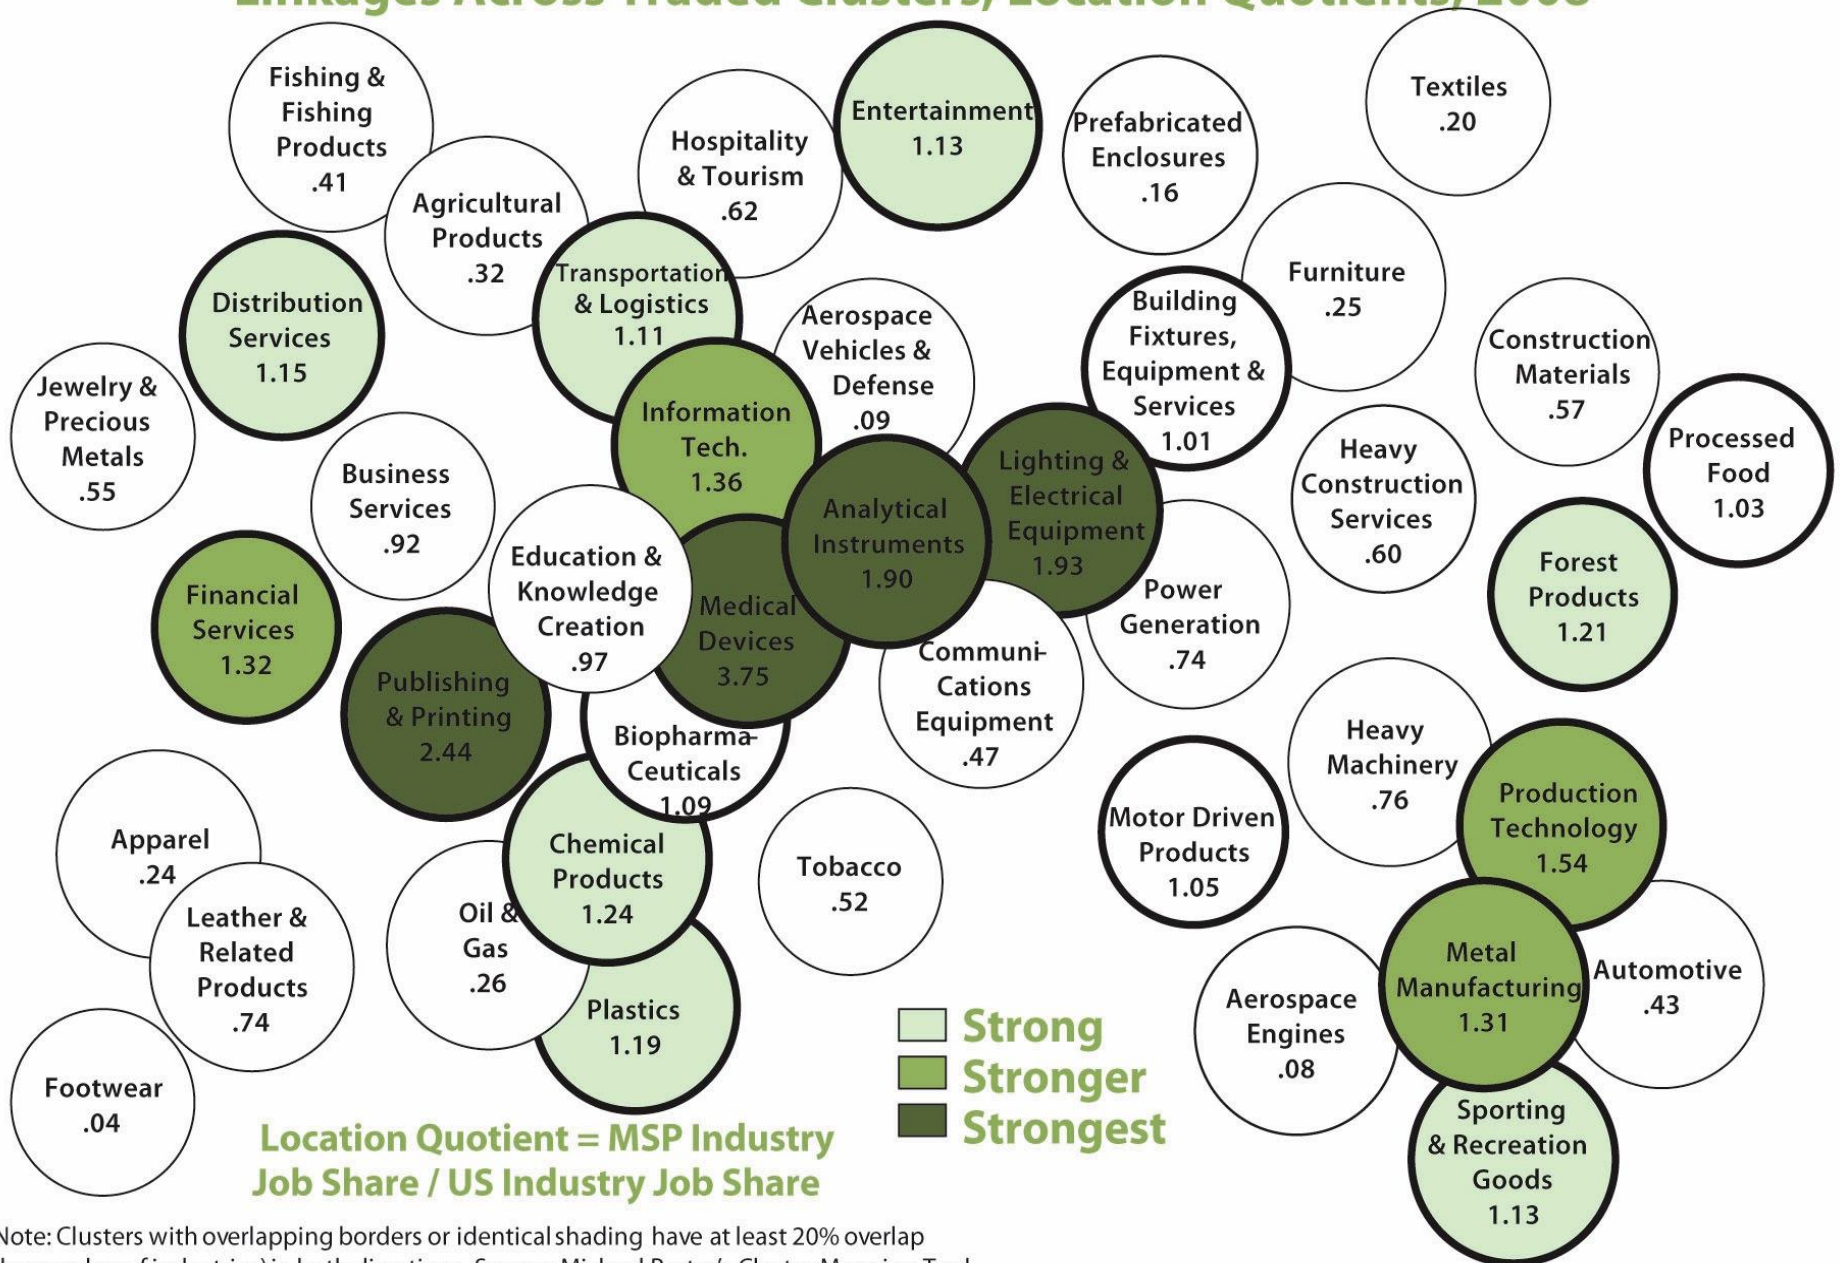 Linkages Across Traded Clusters, Location Quotients, 2008
Fishing &
Fishing
Products
.41
Agricultural
Products
.32
Hospitality
& Tourism
.62
Entertainment
1.13
Prefabricated
Enclosures
.16
Textiles
.20
Distribution
Services
1.15
Transportation
& Logistics
1.11
Aerospace
Vehicles &
Defense
.09
Building
Fixtures,
Equipment &
Services
1.01
Furniture
.25
Construction
Materials
.57
Jewelry &
Precious
Metals
.55
Business
Services
.92
Information
Tech.
1.36
Analytical
Instruments
1.90
Lighting &
Electrical
Equipment
1.93
Heavy
Construction
Services
.60
Processed
Food
1.03
Financial
Services
1.32
Publishing
& Printing
2.44
Education &
Knowledge
Creation
.97
Medical
Devices
3.75
Communi-
Cations
Equipment
.47
Power
Generation
.74
Forest
Products
1.21
Biopharma-
Ceuticals
1.09
Heavy
Machinery
.76
Production
Technology
1.54
Apparel
.24
Leather &
Related
Products
.74
Oil &
Gas
.26
Chemical
Products
1.24
Tobacco
.52
Motor Driven
Products
1.05
Metal
Manufacturing
1.31
Automotive
.43
Footwear
.04
Plastics
1.19
Aerospace
Engines
.08
Sporting
& Recreation
Goods
1.13
Strong
Stronger
Strongest
Location Quotient = MSP Industry
Job Share / US Industry Job Share
Note: Clusters with overlapping borders or identical shading have at least 20% overlap